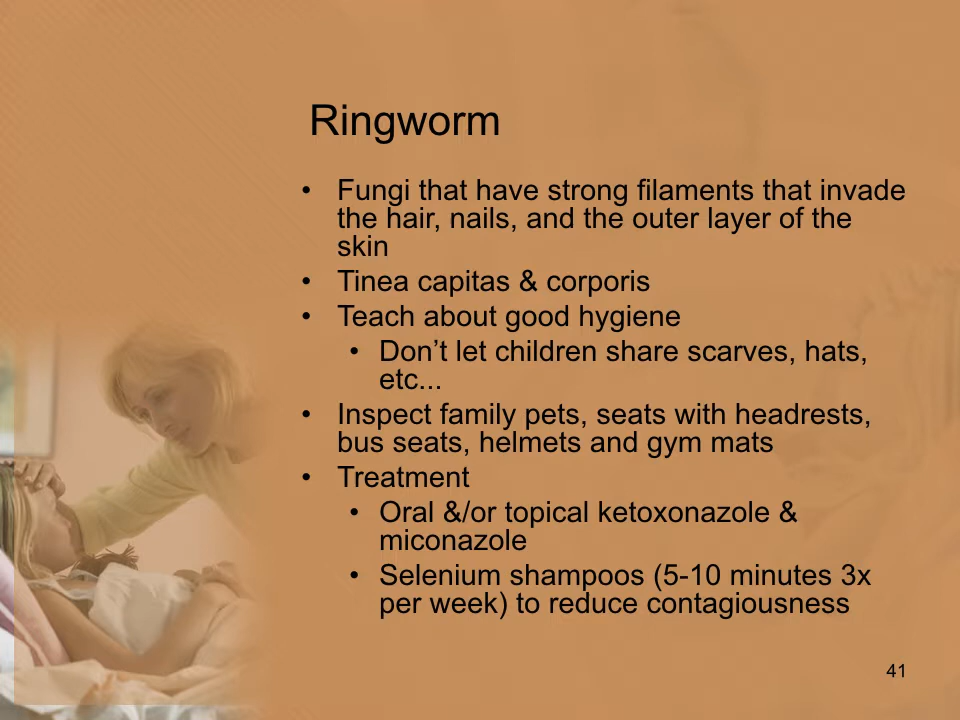 Ringworm
• Fungi that have strong filaments that invade
the hair, nails, and the outer layer of the
skin
• Tinea capitas & corporis
• Teach about good hygiene
• Don’t let children share scarves, hats,
etc...
• Inspect family pets, seats with headrests,
bus seats, helmets and gym mats
• Treatment
• Oral &/or topical ketoxonazole &
miconazole
• Selenium shampoos (5-10 minutes 3x
per week) to reduce contagiousness
41